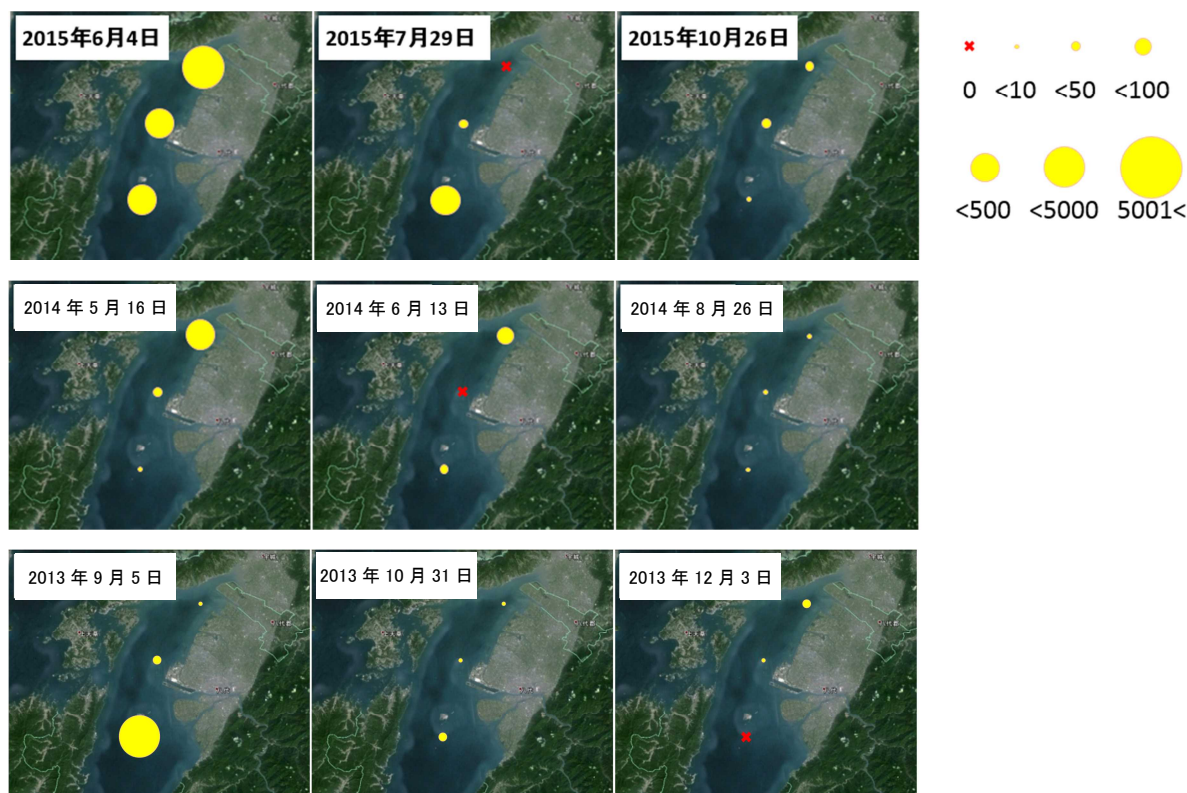 2015年6月4日
2015年7月29日
2015年10月26日
0 <10 <50 <100
<500 <5000 5001<
2014 年 5 月 16 日
2014 年 6 月 13 日
2014 年 8 月 26 日
2013 年 9 月 5 日
2013 年 10 月 31 日
2013 年 12 月 3 日